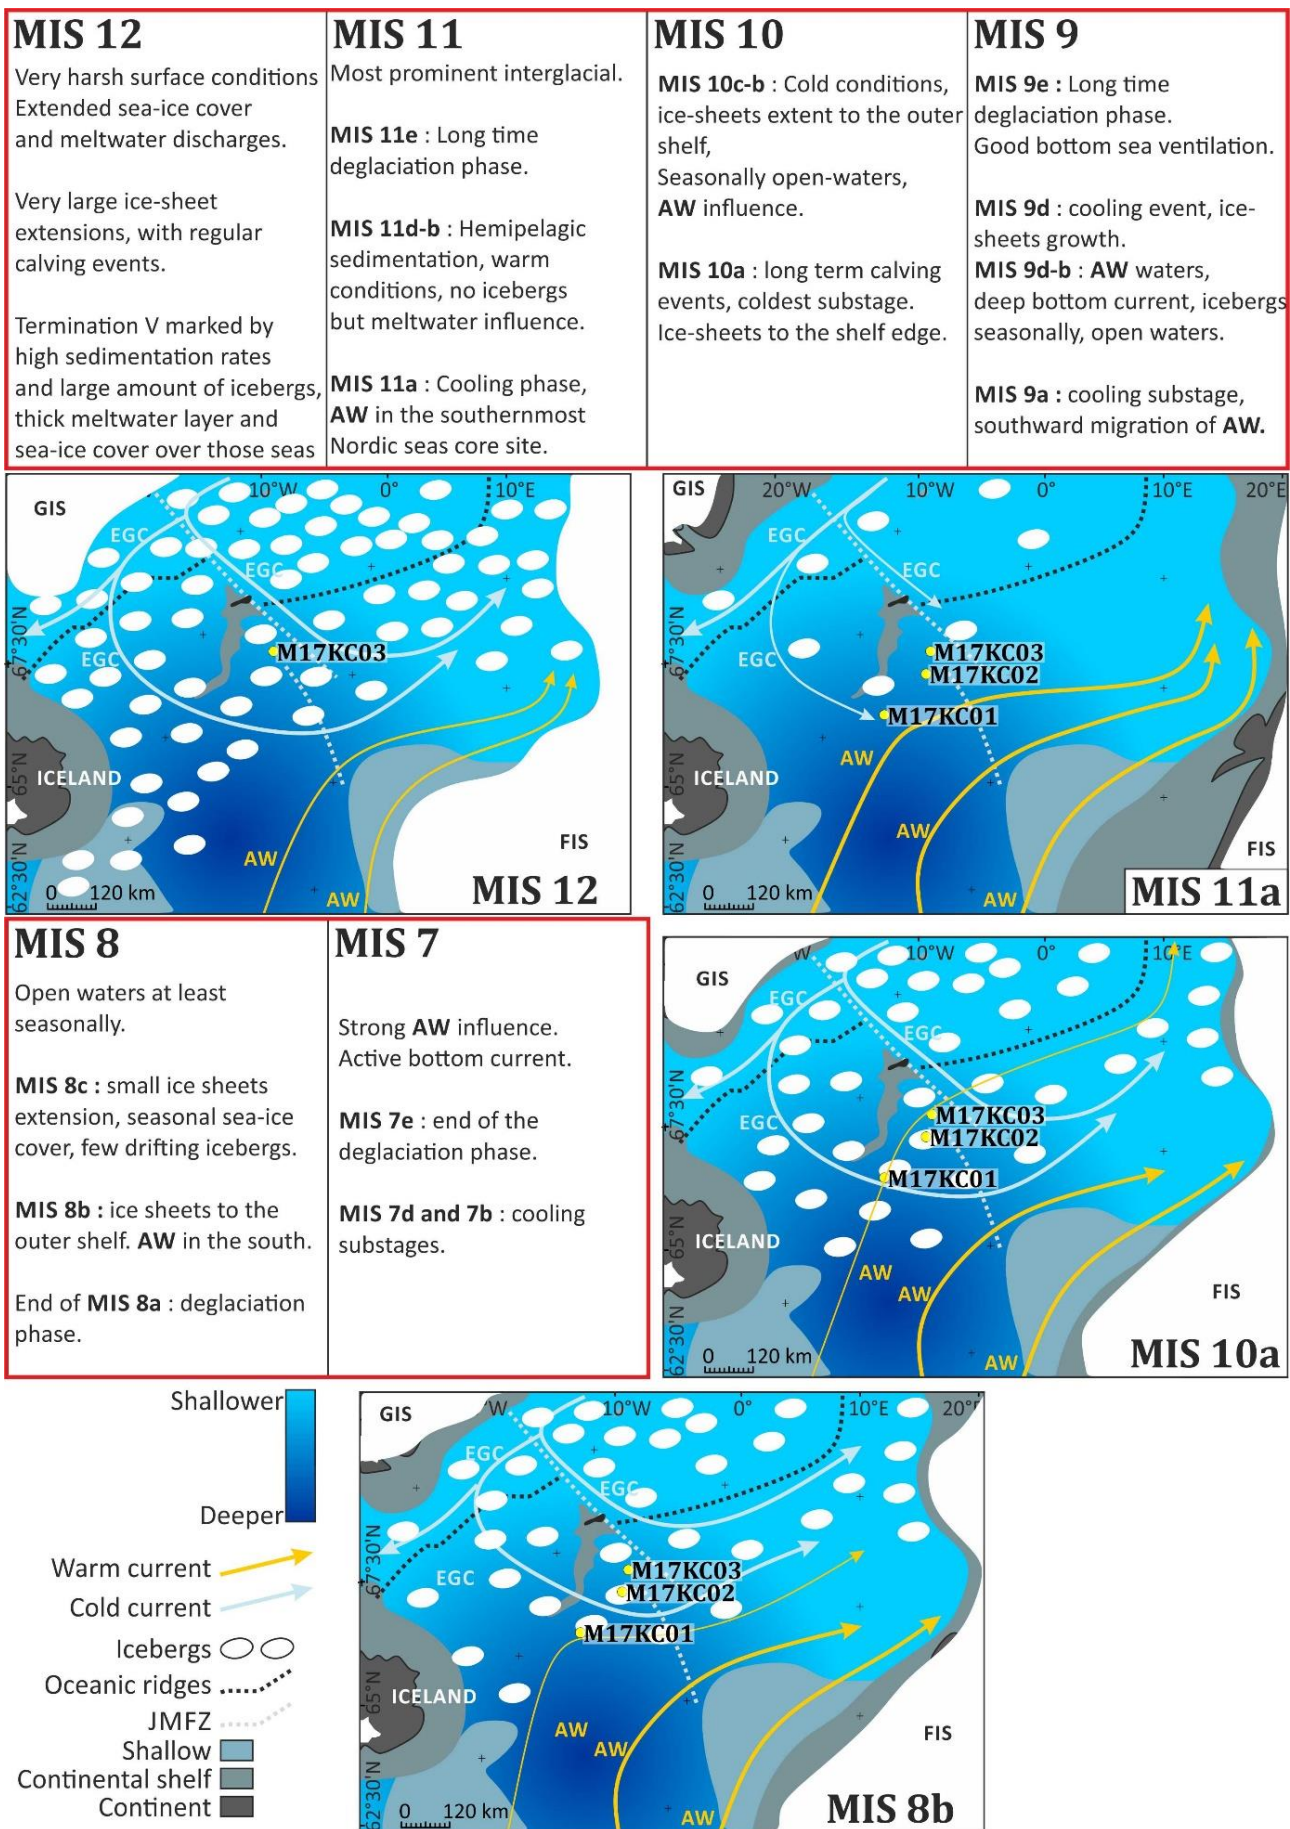 MIS 12
Very harsh surface conditions
Extended sea-ice cover
and meltwater discharges.
Very large ice-sheet
extensions, with regular
calving events.
Termination V marked by
high sedimentation rates
and large amount of icebergs,
thick meltwater layer and
sea-ice cover over those seas
MIS 11
Most prominent interglacial.
MIS 11e : Long time
deglaciation phase.
MIS 11d-b : Hemipelagic
sedimentation, warm
conditions, no icebergs
but meltwater influence.
MIS 11a : Cooling phase,
AW in the southernmost
Nordic seas core site.
MIS 10
MIS 10c-b : Cold conditions,
ice-sheets extent to the outer
shelf,
Seasonally open-waters,
AW influence.
MIS 10a : long term calving
events, coldest substage.
Ice-sheets to the shelf edge.
MIS 9
MIS 9e : Long time
deglaciation phase.
Good bottom sea ventilation.
MIS 9d : cooling event, ice-
sheets growth.
MIS 9d-b : AW waters,
deep bottom current, icebergs
seasonally, open waters.
MIS 9a : cooling substage,
southward migration of AW.
10°W 0° 10°E
GIS
EGC
EGC
67°30'N
EGC
M17KC03
65°N
ICELAND
AW
FIS
62°30'N
0 120 km
AW
MIS 12
GIS
20°W 10°W 0° 10°E 20°E
EGC
EGC
67°30'N
EGC
M17KC03
M17KC02
M17KC01
AW
65°N
ICELAND
AW
FIS
62°30'N
0 120 km
AW
MIS 11a
MIS 8
Open waters at least
seasonally.
MIS 8c : small ice sheets
extension, seasonal sea-ice
cover, few drifting icebergs.
MIS 8b : ice sheets to the
outer shelf. AW in the south.
End of MIS 8a : deglaciation
phase.
MIS 7
Strong AW influence.
Active bottom current.
MIS 7e : end of the
deglaciation phase.
MIS 7d and 7b : cooling
substages.
W 10°W 0° 10°E
GIS
EGC
EGC
67°30'N
EGC
M17KC03
M17KC02
M17KC01
65°N
ICELAND
AW
AW
FIS
62°30'N
0 120 km
AW
MIS 10a
Shallower
Deeper
Warm current
Cold current
Icebergs
Oceanic ridges
JMFZ
Shallow
Continental shelf
Continent
°W 10°W 0° 10°E 20°
GIS
EGC
EGC
67°30'N
EGC
M17KC03
M17KC02
M17KC01
65°N
ICELAND
AW
AW
FIS
62°30'N
0 120 km
AW
MIS 8b